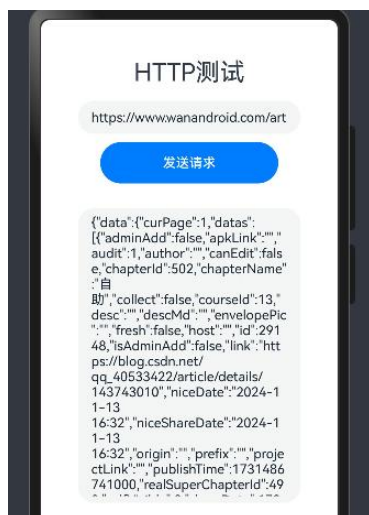 HTTP测试
https://www.wanandroid.com/art
发送请求
{"data":{"curPage":1,"datas":
[{"adminAdd":false,"apkLink":"","
audit":1,"author":"","canEdit":fals
e,"chapterId":502,"chapterName"
:"自
助","collect":false,"courseId":13,"
desc":"","descMd":"","envelopePic
":"","fresh":false,"host":"","id":291
48,"isAdminAdd":false,"link":"htt
ps://blog.csdn.net/
qq_40533422/article/details/
143743010","niceDate":"2024-1
1-13
16:32","niceShareDate":"2024-1
1-13
16:32","origin":"","prefix":"","proje
ctLink":"","publishTime":1731486
741000,"realSuperChapterId":49